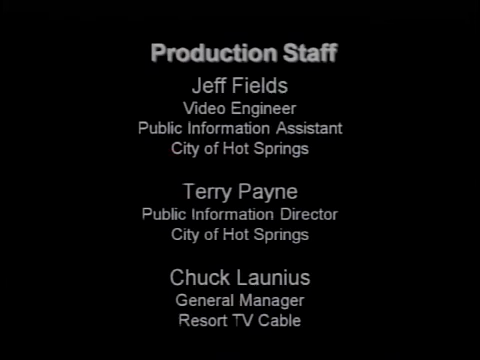 Production Staff
Jeff Fields
Video Engineer
Public Information Assistant
City of Hot Springs
Terry Payne
Public Information Director
City of Hot Springs
Chuck Launius
General Manager
Resort TV Cable